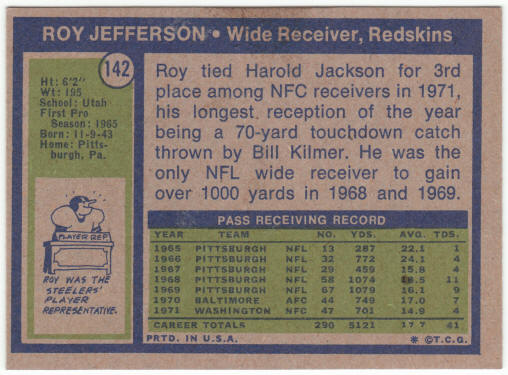 ROY JEFFERSON • Wide Receiver, Redskins
142
Ht: 6'2"
Wt: 195
School: Utah
First Pro
Season: 1965
Born: 11-9-43
Home: Pitts-
burgh, Pa.
PLAYER REP
ROY WAS THE
STEELERS'
PLAYER
REPRESENTATIVE.
Roy tied Harold Jackson for 3rd
place among NFC receivers in 1971,
his longest reception of the year
being a 70-yard touchdown catch
thrown by Bill Kilmer. He was the
only NFL wide receiver to gain
over 1000 yards in 1968 and 1969.
PASS RECEIVING RECORD
YEAR TEAM NO. YDS. AVG. TDS.
1965 PITTSBURGH NFL 13 287 22.1 1
1966 PITTSBURGH NFL 32 772 24.1 4
1967 PITTSBURGH NFL 29 459 15.8 4
1968 PITTSBURGH NFL 58 1074 18.5 11
1969 PITTSBURGH NFL 67 1079 16.1 9
1970 BALTIMORE AFC 44 749 17.0 7
1971 WASHINGTON NFC 47 701 14.9 4
CAREER TOTALS 290 5121 17.7 41
PRTD. IN U.S.A. * © T.C.G.